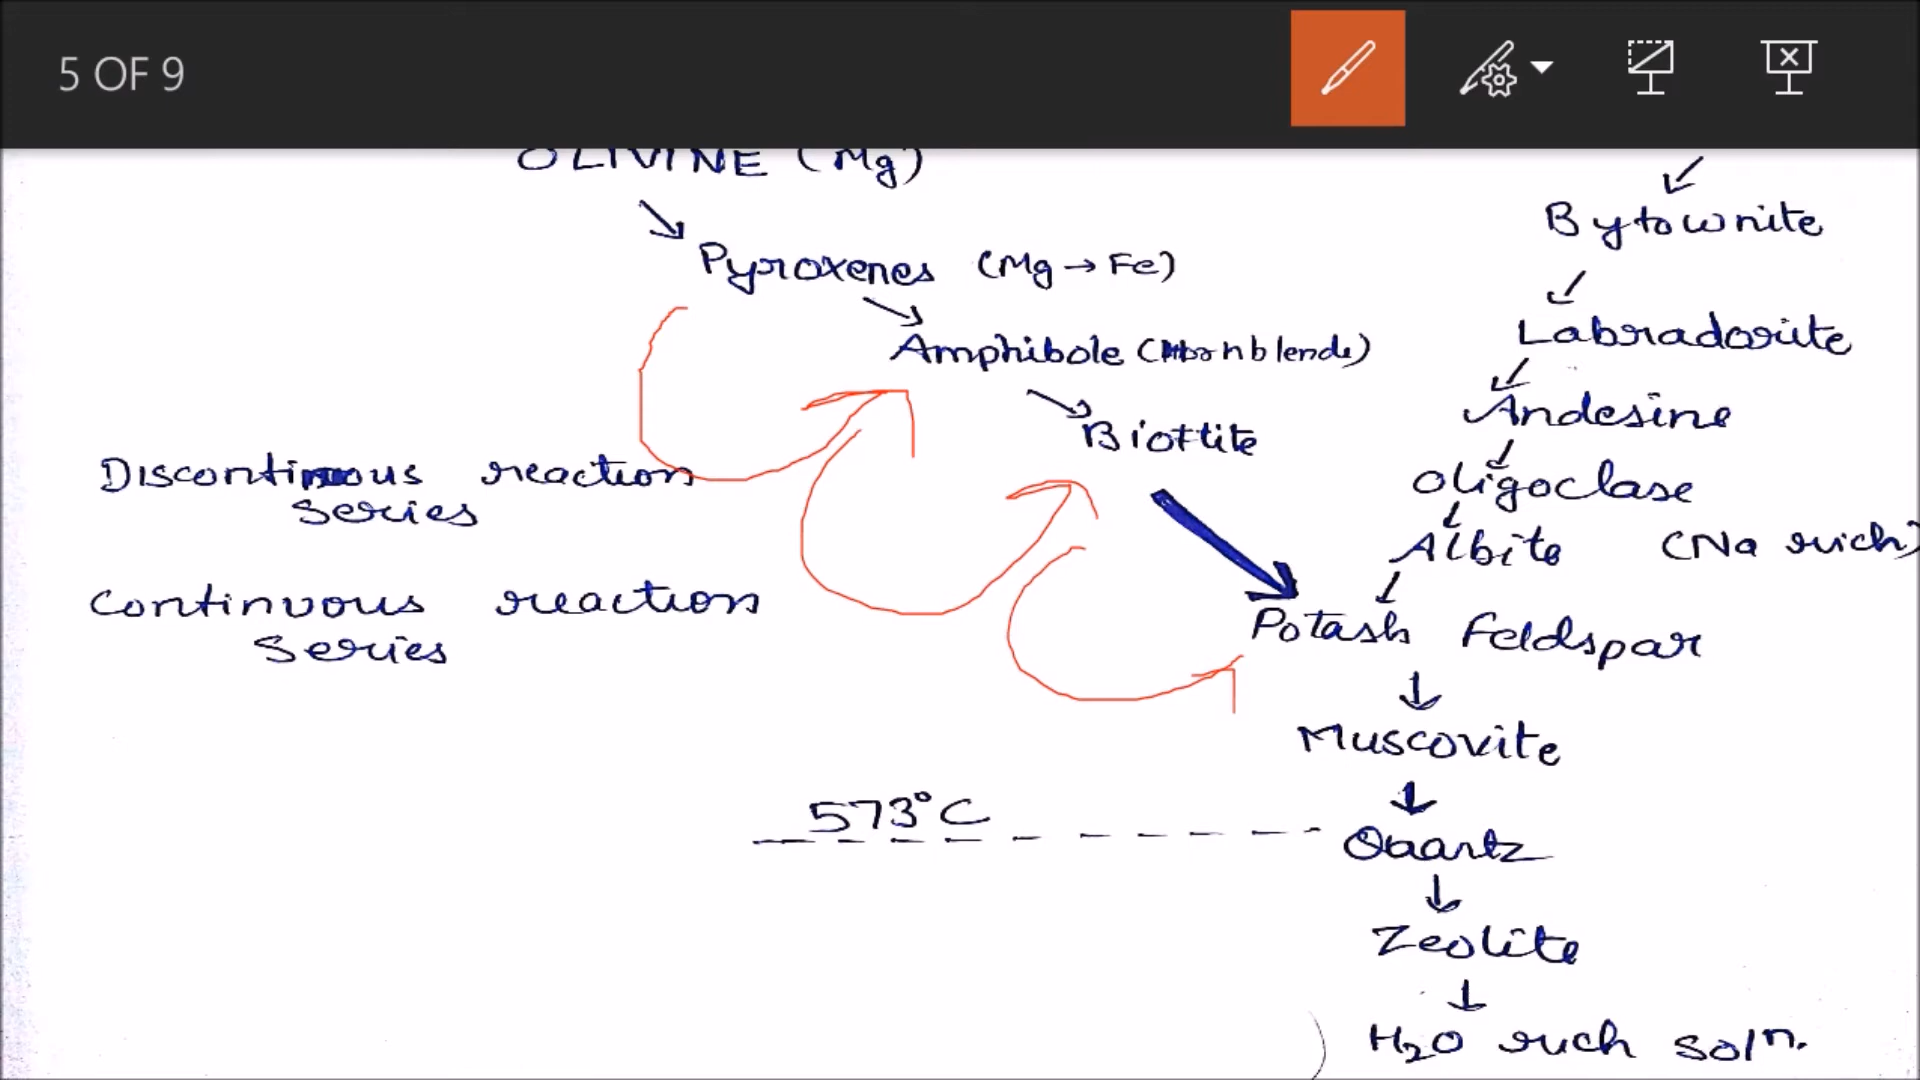 5 OF 9
OLIVINE (Mg)
Pyroxenes (Mg → Fe)
Amphibole (Hornblende)
Biotite
Discontinuous reaction
Series
Continuous reaction
Series
Bytownite
Labradorite
Andesine
Oligoclase
Albite (Na rich)
Potash Feldspar
Muscovite
573°C
Quartz
Zeolite
H2O rich soln.